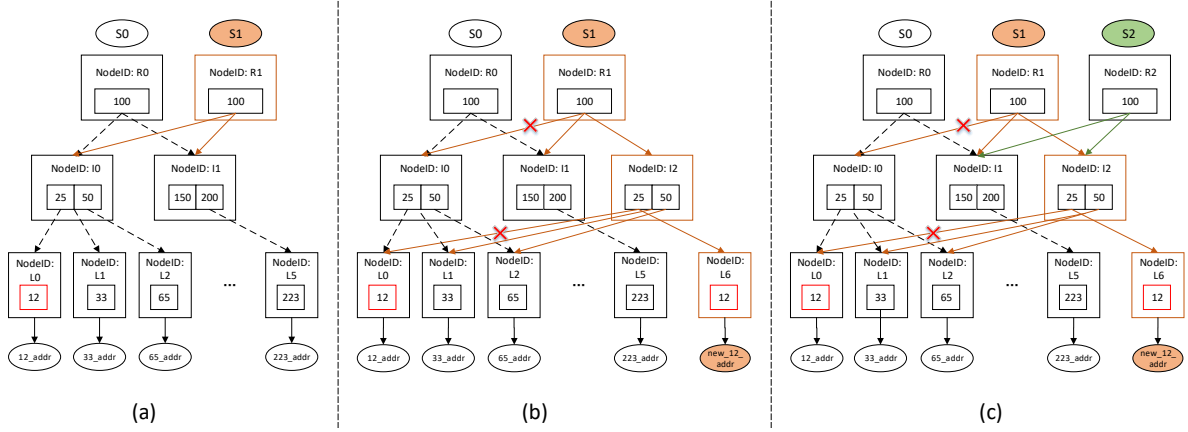 S0 S1
NodeID: R0 NodeID: R1
100 100
NodeID: I0 NodeID: I1
25 50 150 200
NodeID: L0 NodeID: L1 NodeID: L2 NodeID: L5
12 33 65 ... 223
12_addr 33_addr 65_addr 223_addr
(a)
S0 S1
NodeID: R0 NodeID: R1
100 100
NodeID: I0 NodeID: I1 NodeID: I2
25 50 150 200 25 50
NodeID: L0 NodeID: L1 NodeID: L2 NodeID: L5 NodeID: L6
12 33 65 ... 223 12
12_addr 33_addr 65_addr 223_addr new_12_addr
(b)
S0 S1 S2
NodeID: R0 NodeID: R1 NodeID: R2
100 100 100
NodeID: I0 NodeID: I1 NodeID: I2
25 50 150 200 25 50
NodeID: L0 NodeID: L1 NodeID: L2 NodeID: L5 NodeID: L6
12 33 65 ... 223 12
12_addr 33_addr 65_addr 223_addr new_12_addr
(c)